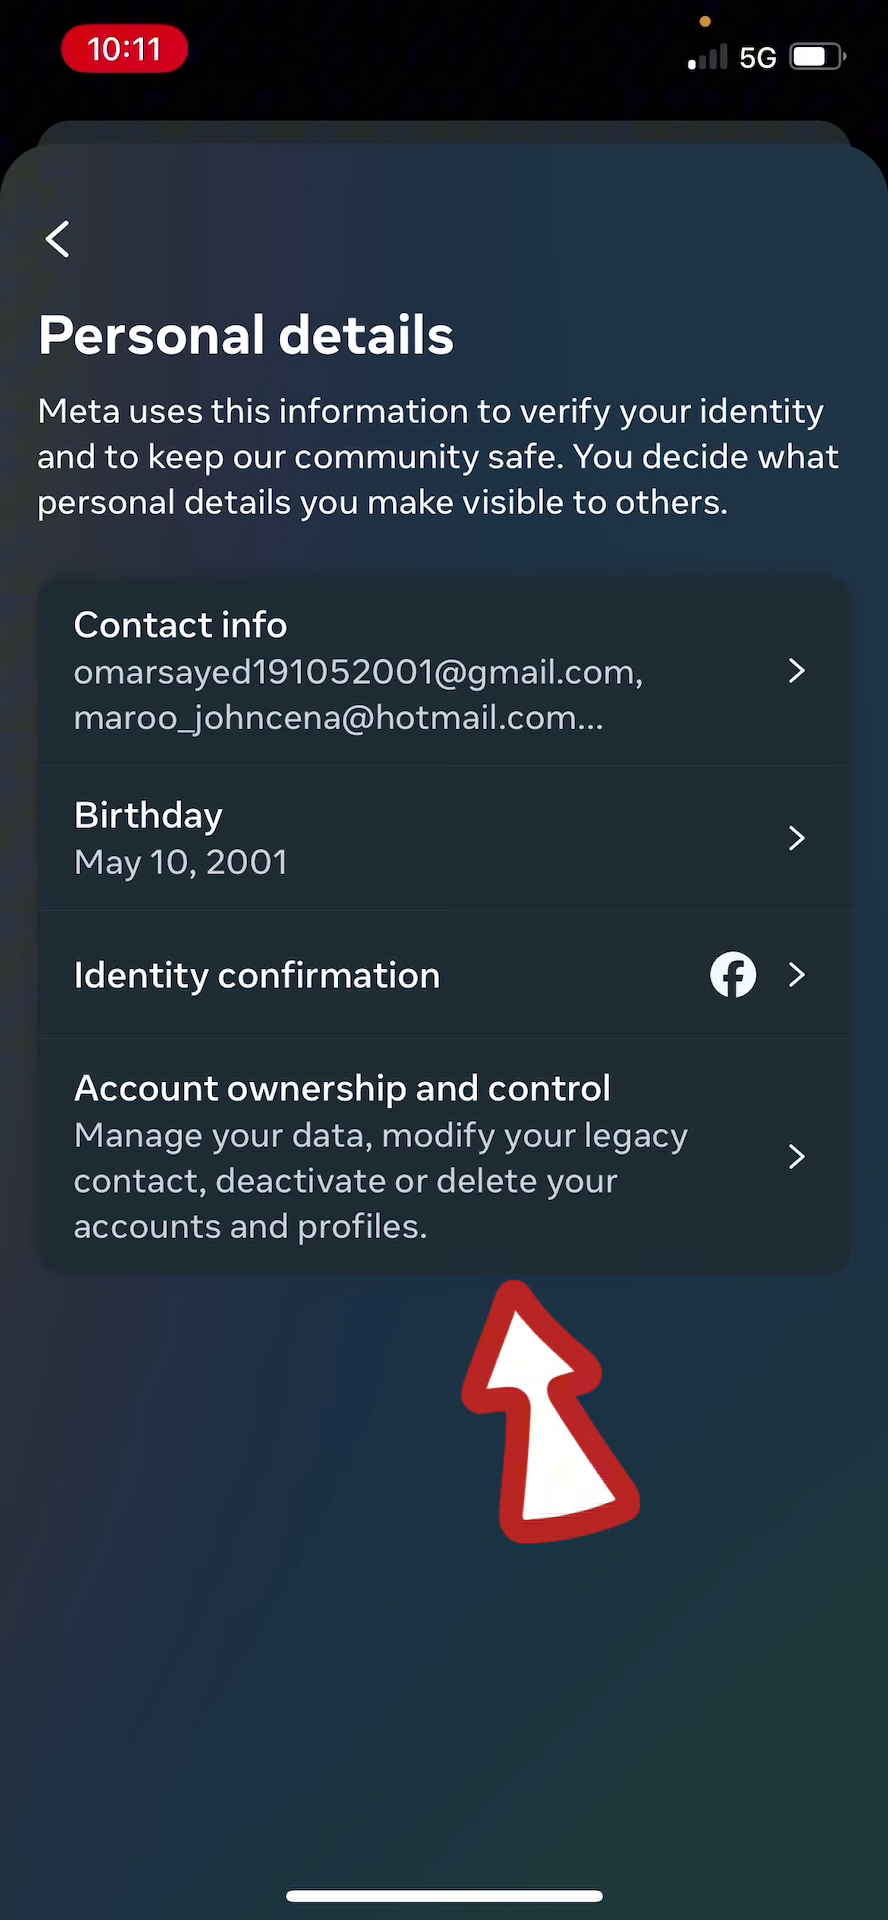 10:11
5G
Personal details
Meta uses this information to verify your identity
and to keep our community safe. You decide what
personal details you make visible to others.
Contact info
omarsayed191052001@gmail.com,
maroo_johncena@hotmail.com...
Birthday
May 10, 2001
Identity confirmation
Account ownership and control
Manage your data, modify your legacy
contact, deactivate or delete your
accounts and profiles.